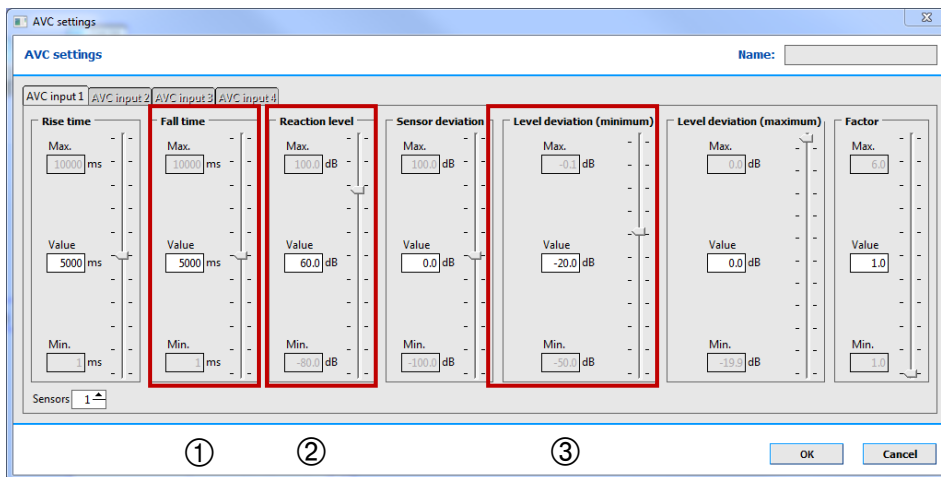 AVC settings
AVC settings
Name:
AVC input 1 AVC input 2 AVC input 3 AVC input 4
Rise time
Max.
10000 ms
Value
5000 ms
Min.
1 ms
Fall time
Max.
10000 ms
Value
5000 ms
Min.
1 ms
Reaction level
Max.
100.0 dB
Value
60.0 dB
Min.
-80.0 dB
Sensor deviation
Max.
100.0 dB
Value
0.0 dB
Min.
-100.0 dB
Level deviation (minimum)
Max.
-0.1 dB
Value
-20.0 dB
Min.
-50.0 dB
Level deviation (maximum)
Max.
0.0 dB
Value
0.0 dB
Min.
-19.9 dB
Factor
Max.
6.0
Value
1.0
Min.
1.0
Sensors 1
① ② ③
OK Cancel